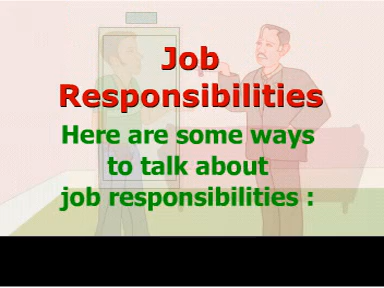 Job
Responsibilities
Here are some ways
to talk about
job responsibilities :